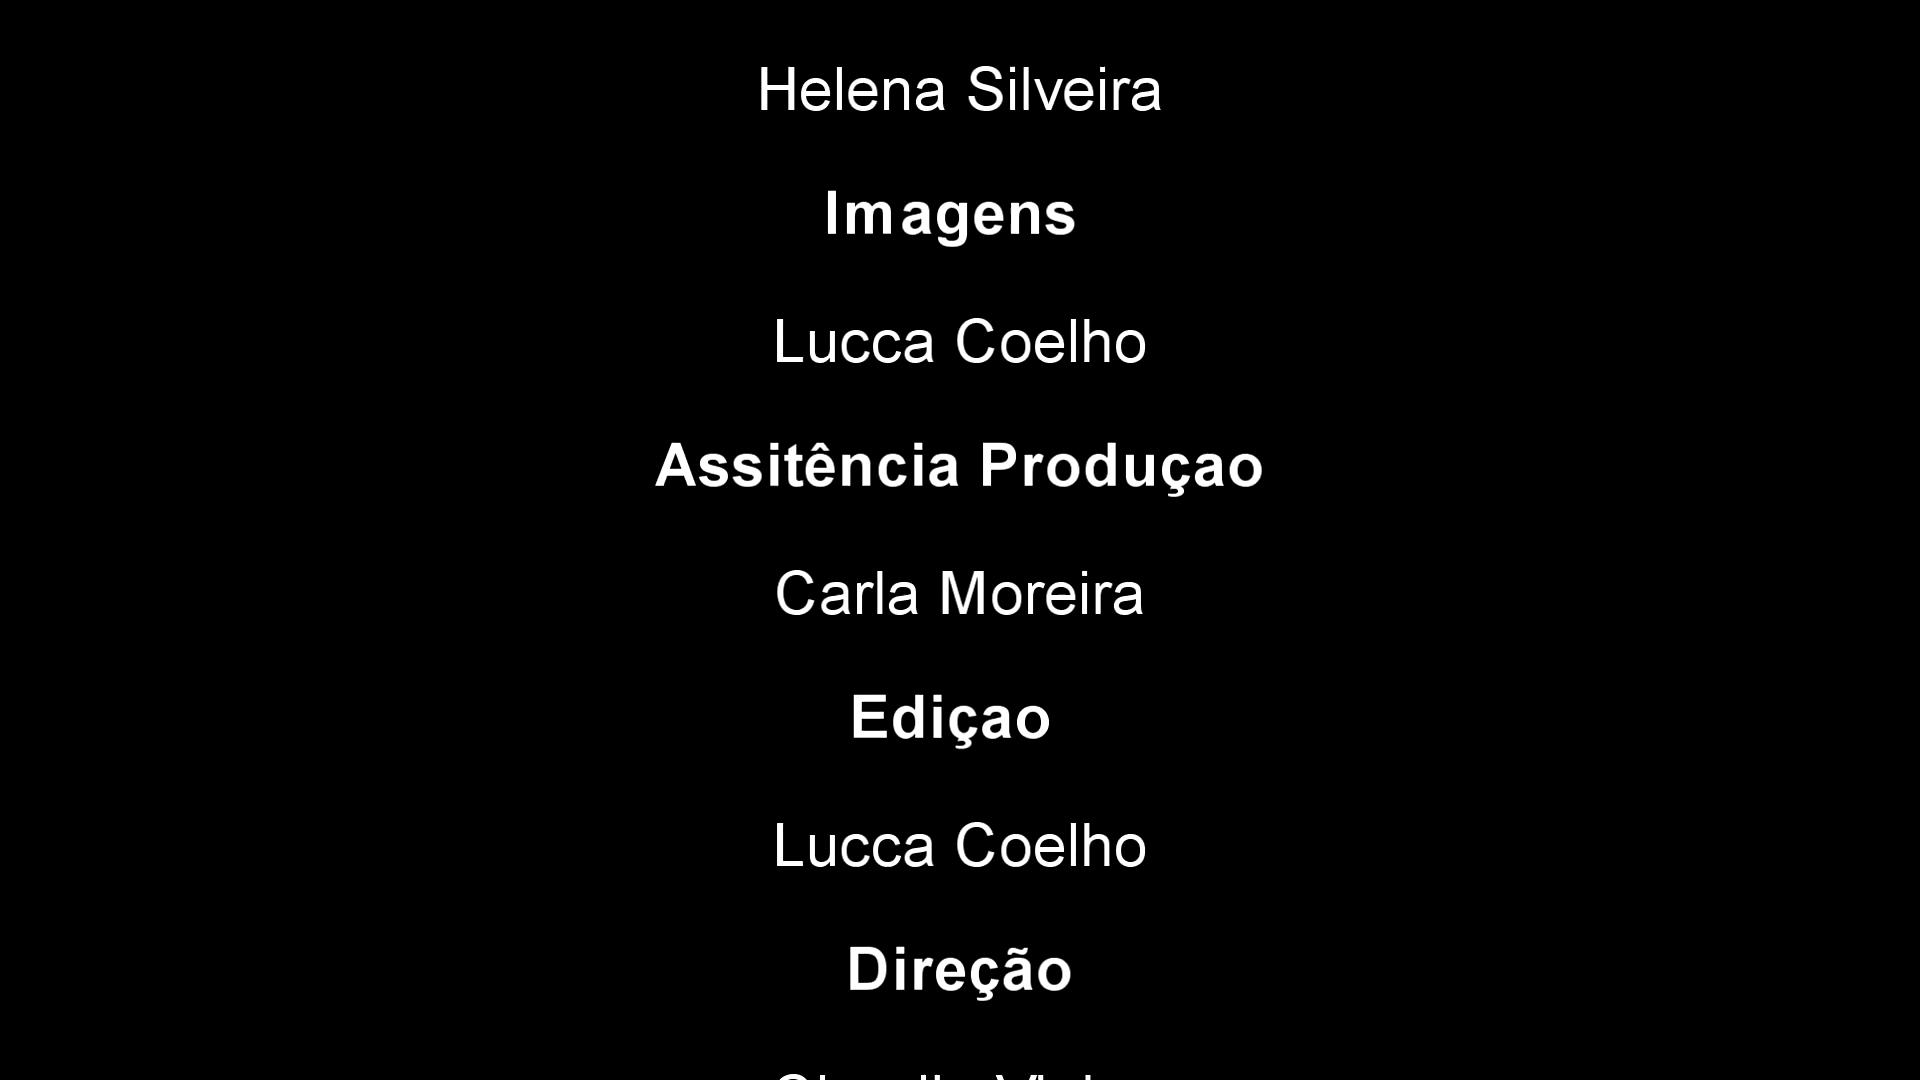 Helena Silveira
Imagens
Lucca Coelho
Assitência Produçao
Carla Moreira
Ediçao
Lucca Coelho
Direção